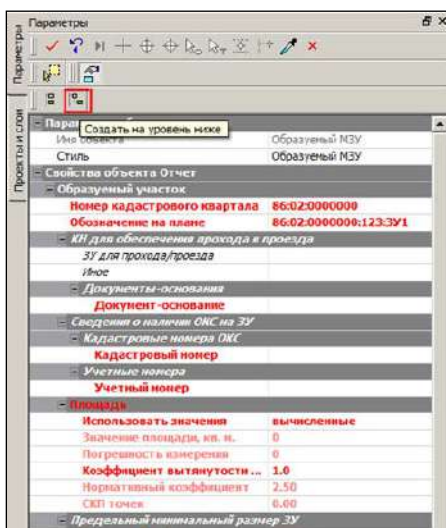 Параметры
Параметры
Проекты и слои
Создать на уровень ниже
Имя объекта Образуемый МЗУ
Стиль Образуемый МЗУ
Свойства объекта Отчет
Образуемый участок
Номер кадастрового квартала 86:02:0000000
Обозначение на плане 86:02:0000000:123:ЗУ1
КН для обеспечения прохода и проезда
ЗУ для прохода/проезда
Иное
Документы-основания
Документ-основание
Сведения о наличии ОКС на ЗУ
Кадастровые номера ОКС
Кадастровый номер
Учетные номера
Учетный номер
Площадь
Использовать значения вычисленные
Значение площади, кв. м. 0
Погрешность измерения 0
Коэффициент вытянутости ... 1.0
Нормативный коэффициент 2.50
СКП точек 0.00
Предельный минимальный размер ЗУ